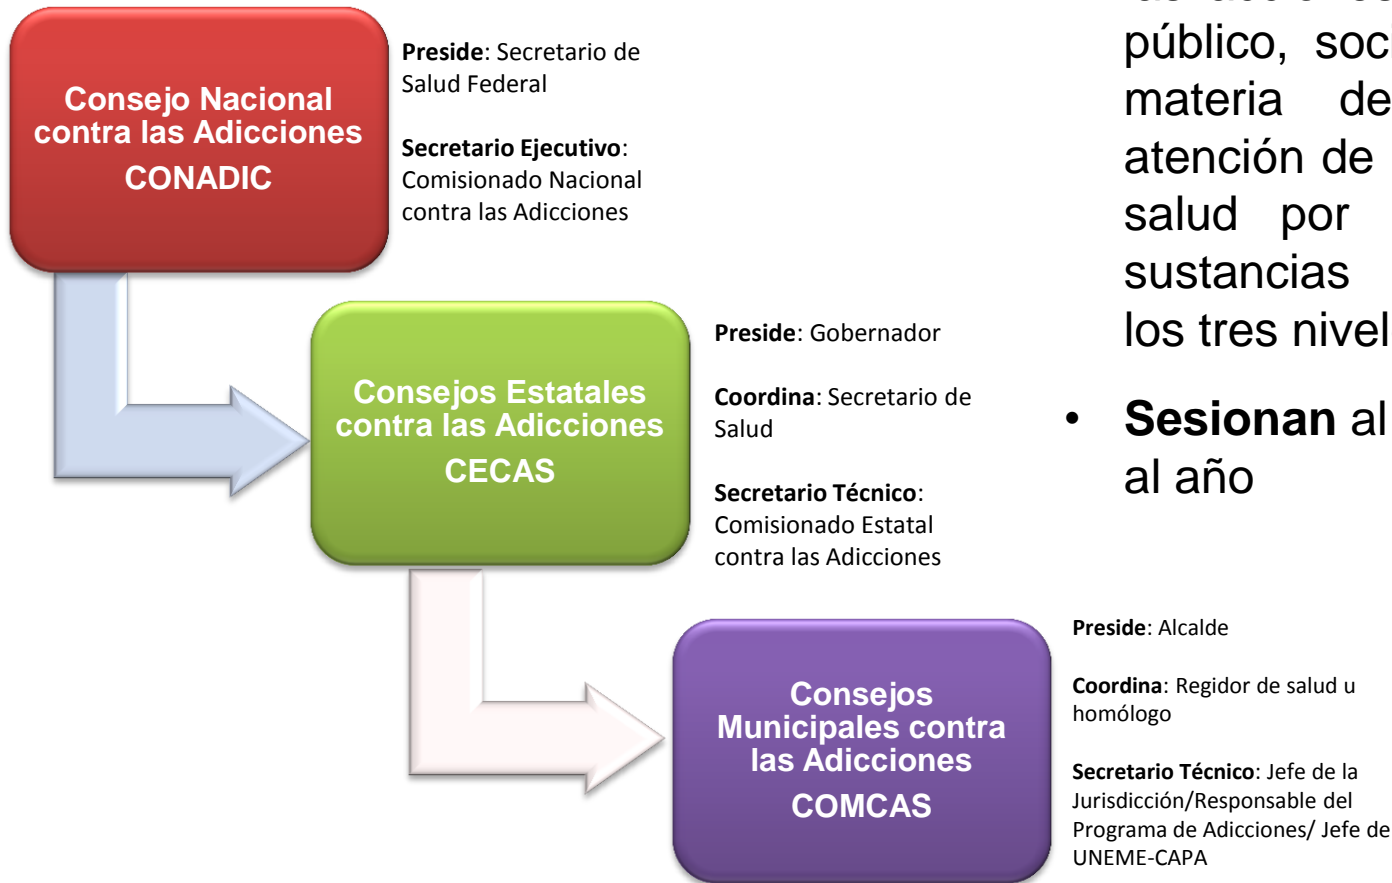 Consejo Nacional
contra las Adicciones
CONADIC
Preside: Secretario de
Salud Federal
Secretario Ejecutivo:
Comisionado Nacional
contra las Adicciones
Consejos Estatales
contra las Adicciones
CECAS
Preside: Gobernador
Coordina: Secretario de
Salud
Secretario Técnico:
Comisionado Estatal
contra las Adicciones
Consejos
Municipales contra
las Adicciones
COMCAS
Preside: Alcalde
Coordina: Regidor de salud u
homólogo
Secretario Técnico: Jefe de la
Jurisdicción/Responsable del
Programa de Adicciones/ Jefe de
UNEME-CAPA
público, soci
materia de
atención de
salud por
sustancias
los tres nivel
• Sesionan al
al año